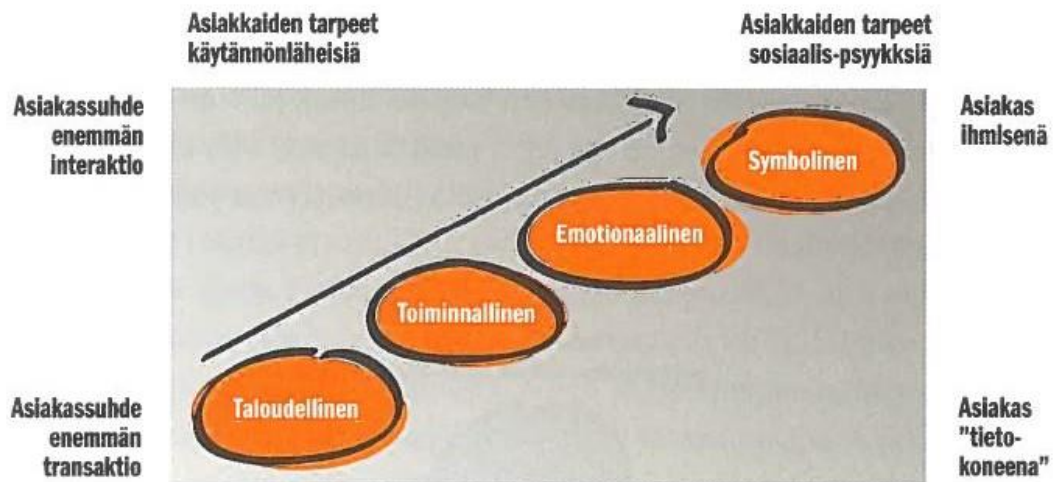 Asiakkaiden tarpeet
käytännönläheisiä
Asiakkaiden tarpeet
sosiaalis-psyykksiä
Asiakassuhde
enemmän
interaktio
Asiakas
ihmisenä
Symbolinen
Emotionaalinen
Toiminnallinen
Taloudellinen
Asiakassuhde
enemmän
transaktio
Asiakas
"tieto-
koneena"